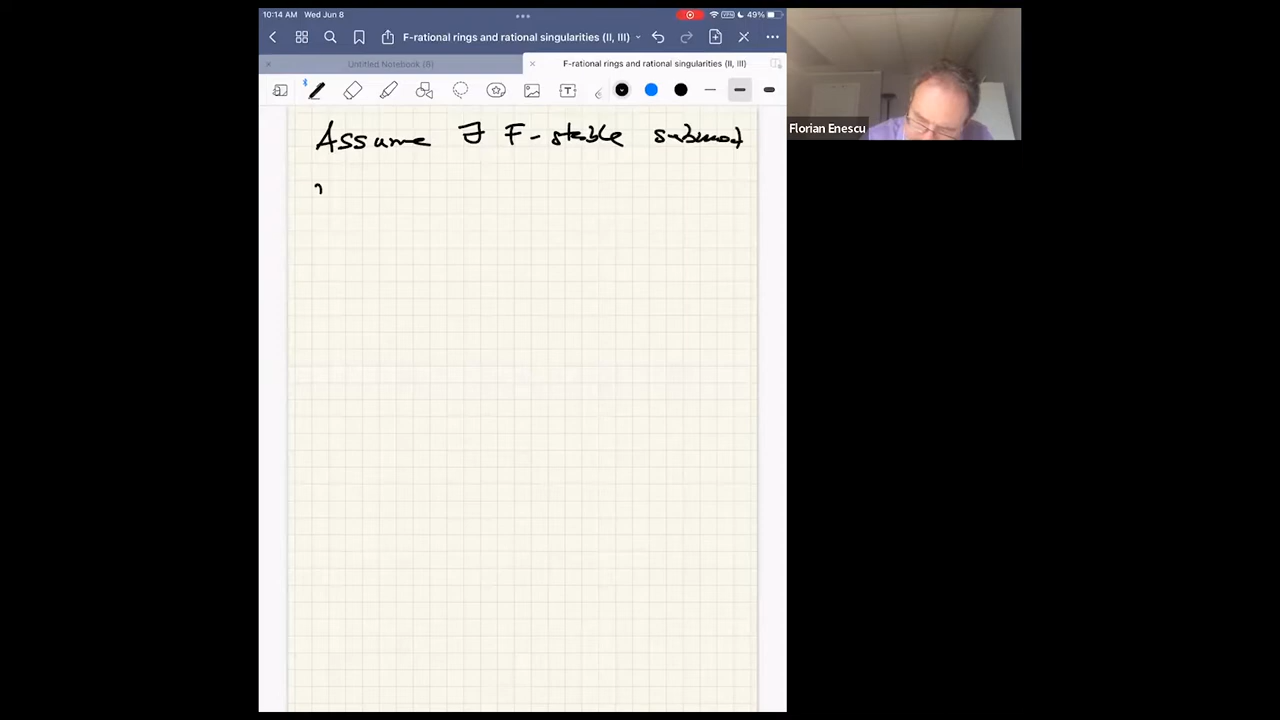 10:14 AM Wed Jun 8
49%
F-rational rings and rational singularities (II, III)
Untitled Notebook (6)
F-rational rings and rational singularities (II, III)
Assume ∃ F-stable submod
Florian Enescu